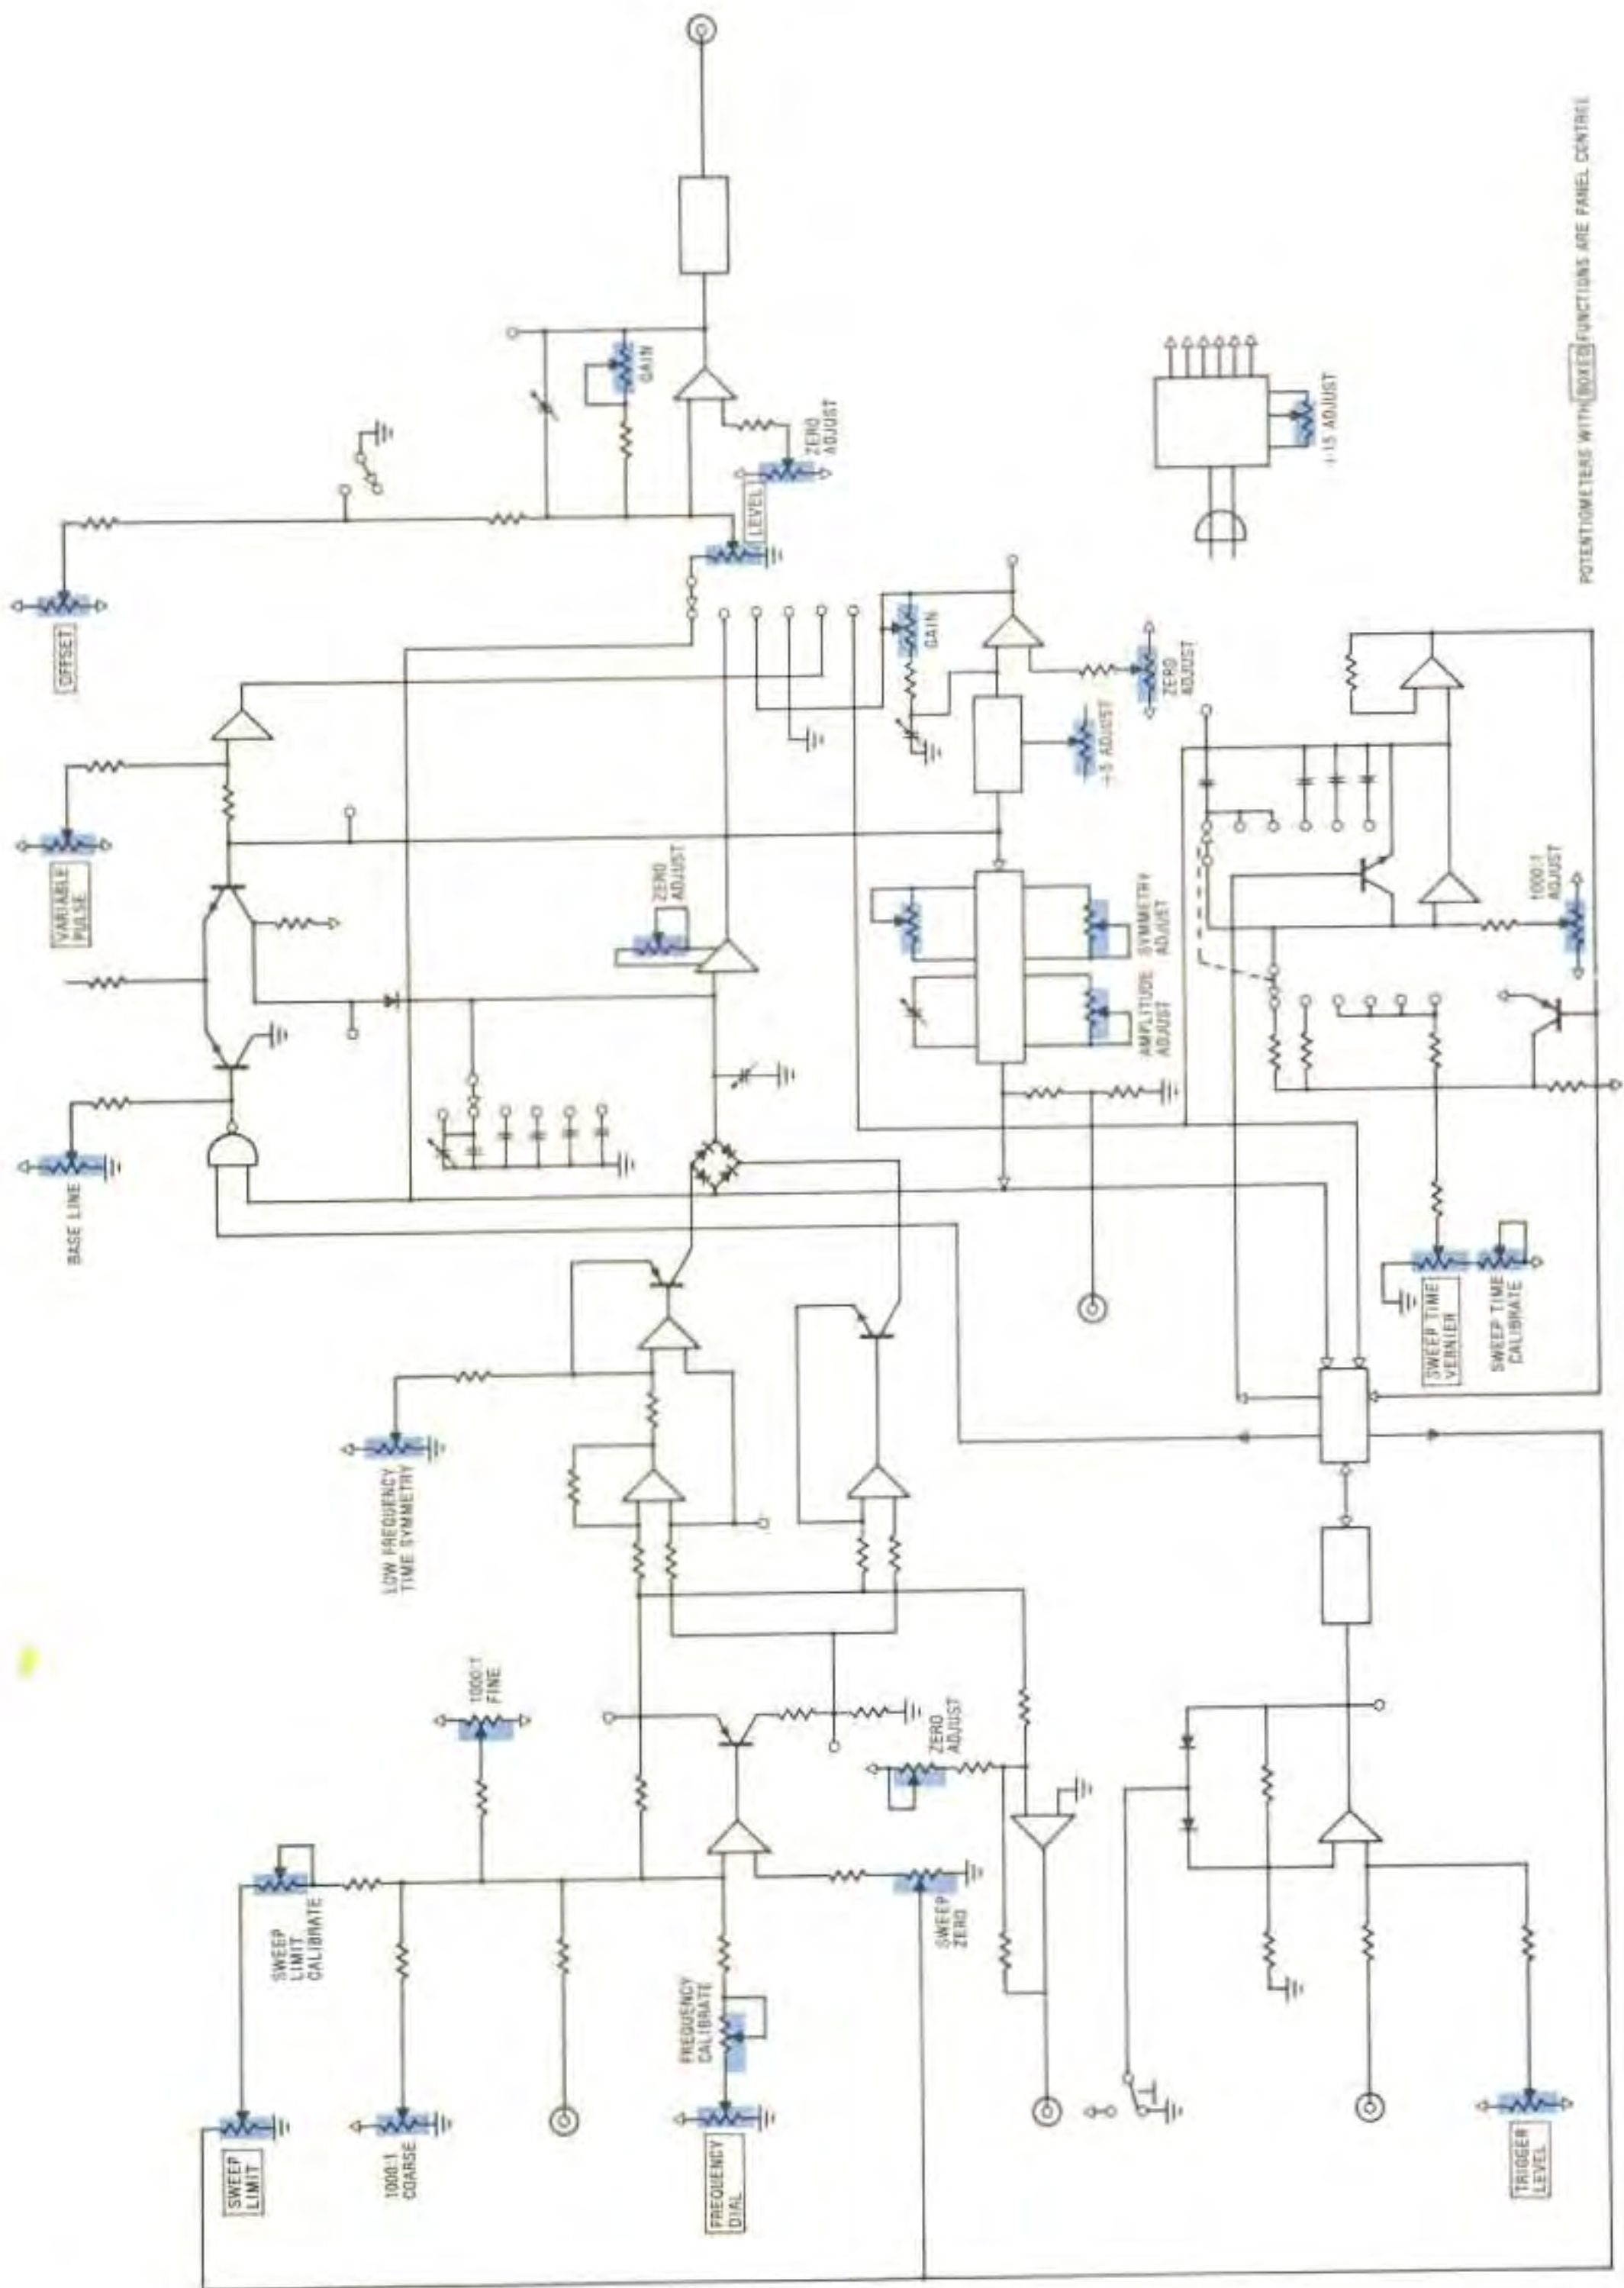 SWEEP
LIMIT
SWEEP
LIMIT
CALIBRATE
1000:1
COARSE
1000:1
FINE
FREQUENCY
DIAL
FREQUENCY
CALIBRATE
SWEEP
ZERO
ZERO
ADJUST
TRIGGER
LEVEL
LOW FREQUENCY
TIME SYMMETRY
BASE LINE
VARIABLE
PULSE
OFFSET
ZERO
ADJUST
LEVEL
GAIN
ZERO
ADJUST
AMPLITUDE
ADJUST
SYMMETRY
ADJUST
+5 ADJUST
GAIN
ZERO
ADJUST
SWEEP TIME
VERNIER
SWEEP TIME
CALIBRATE
1000:1
ADJUST
+15 ADJUST
POTENTIOMETERS WITH BOXED FUNCTIONS ARE PANEL CONTROL